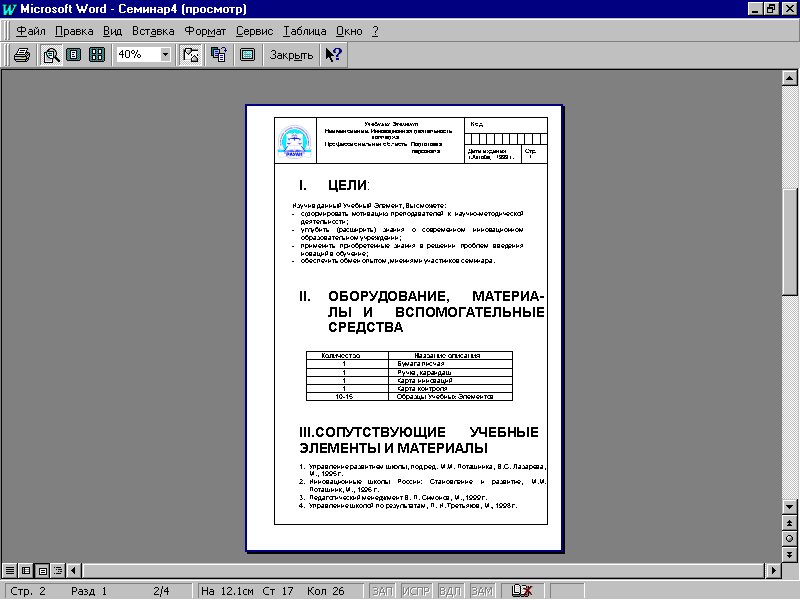 Microsoft Word - Семинар4 (просмотр)
Файл Правка Вид Вставка Формат Сервис Таблица Окно ?
40% Закрыть
Учебный Элемент
Наименование: Инновационная деятельность
Профессиональная область: Подготовка
персонала
Код
Дата издания
г.Актобе, 1999 г.
Стр.
1
I. ЦЕЛИ:
Изучив данный Учебный Элемент, Вы сможете:
- сформировать мотивацию преподавателей к научно-методической
деятельности;
- углубить (расширить) знания о современном инновационном
образовательном учреждении;
- применить приобретенные знания в решении проблем введения
новаций в обучение;
- обеспечить обмен опытом, мнениями участников семинара.
II. ОБОРУДОВАНИЕ, МАТЕРИА-
ЛЫ И ВСПОМОГАТЕЛЬНЫЕ
СРЕДСТВА
Количество Название описания
1 Бумага писчая
1 Ручка, карандаш
1 Карта инноваций
1 Карта контроля
10-15 Образцы Учебных Элементов
III.СОПУТСТВУЮЩИЕ УЧЕБНЫЕ
ЭЛЕМЕНТЫ И МАТЕРИАЛЫ
1. Управление развитием школы, под ред. М.М. Поташника, В.С. Лазарева,
М., 1995 г.
2. Инновационные школы России: Становление и развитие, М.М.
Поташник, М., 1996 г.
3. Педагогический менеджмент В. П. Симонов, М., 1999 г.
4. Управление школой по результатам, П. И.Третьяков, М., 1998 г.
Стр. 2 Разд 1 2/4 На 12.1см Ст 17 Кол 26 ЗАП ИСПР ВДЛ ЗАМ